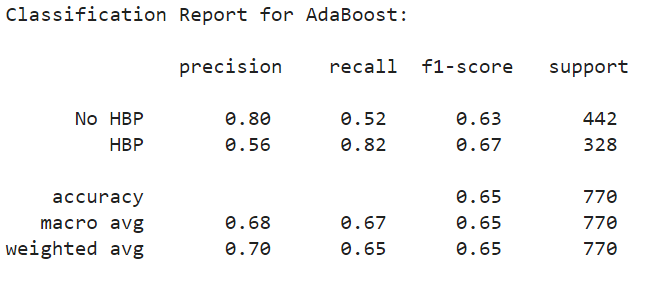 Classification Report for AdaBoost:
precision recall f1-score support
No HBP 0.80 0.52 0.63 442
HBP 0.56 0.82 0.67 328
accuracy 0.65 770
macro avg 0.68 0.67 0.65 770
weighted avg 0.70 0.65 0.65 770